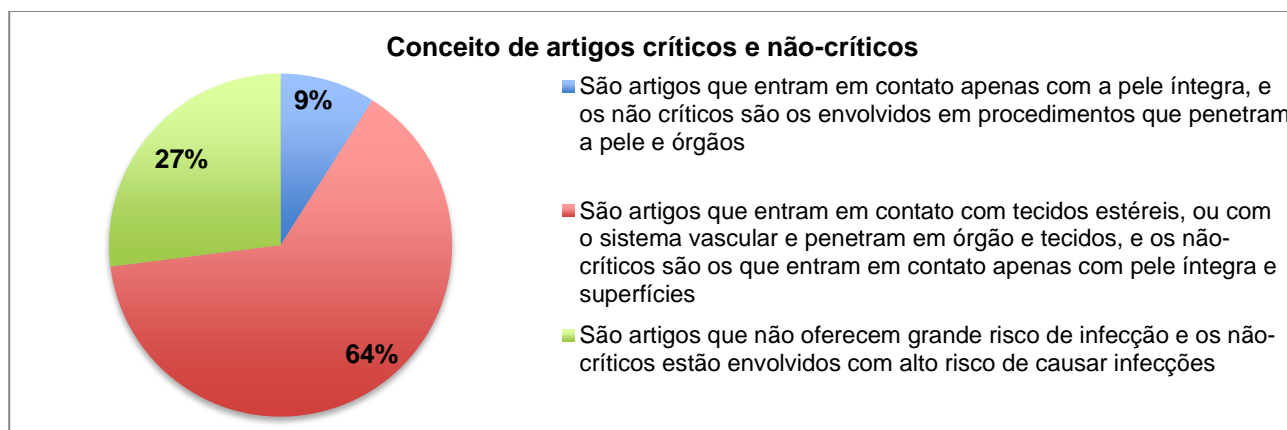 Conceito de artigos críticos e não-críticos
9%
27%
64%
São artigos que entram em contato apenas com a pele íntegra, e
os não críticos são os envolvidos em procedimentos que penetram
a pele e órgãos
São artigos que entram em contato com tecidos estéreis, ou com
o sistema vascular e penetram em órgão e tecidos, e os não-
críticos são os que entram em contato apenas com pele íntegra e
superfícies
São artigos que não oferecem grande risco de infecção e os não-
críticos estão envolvidos com alto risco de causar infecções